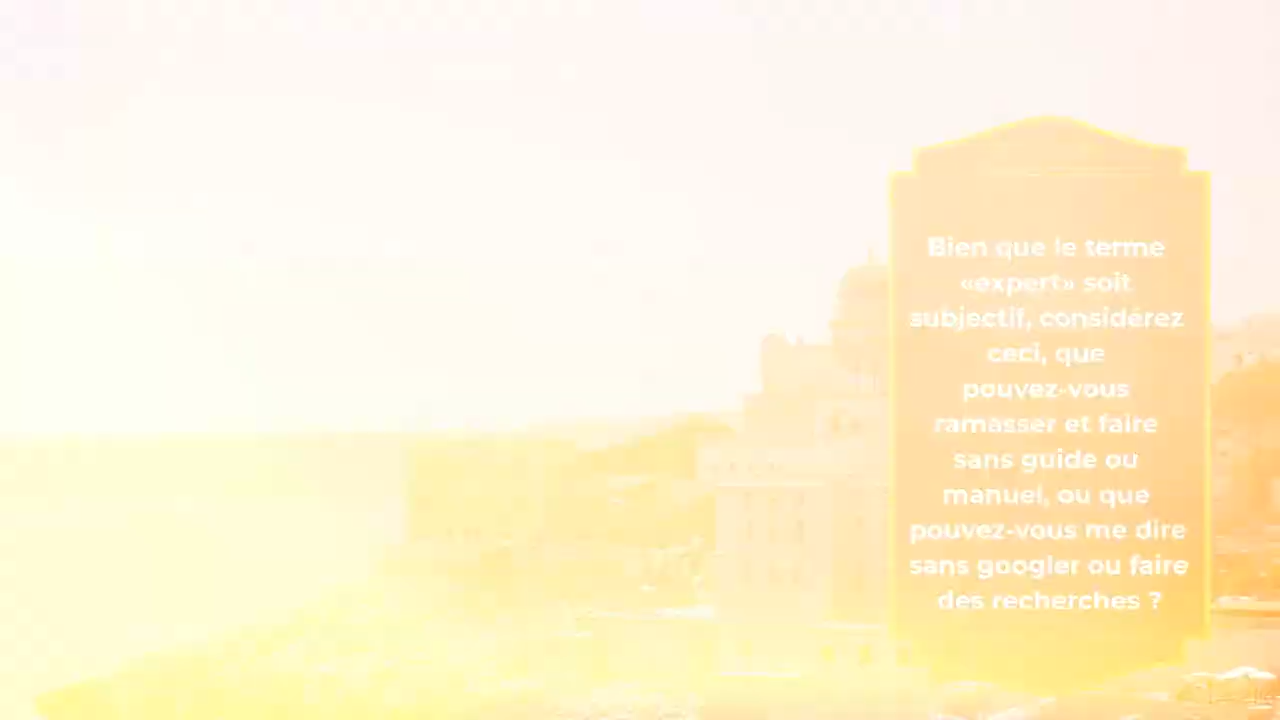 Bien que le terme
«expert» soit
subjectif, considérez
ceci, que
pouvez-vous
ramasser et faire
sans guide ou
manuel, ou que
pouvez-vous me dire
sans googler ou faire
des recherches ?